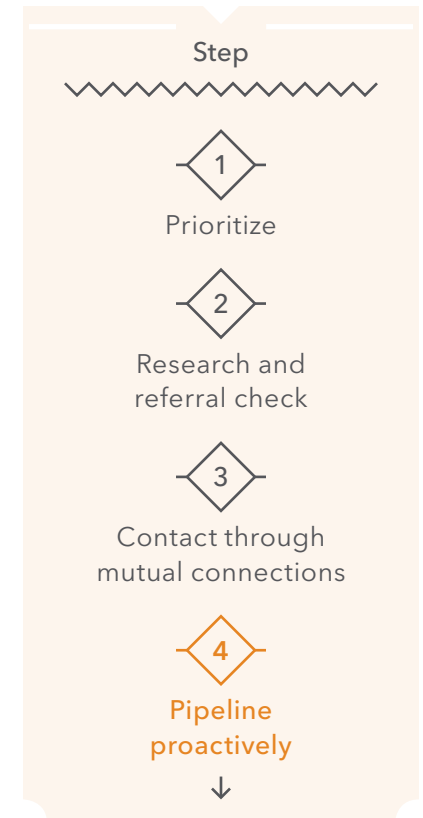 Step
1
Prioritize
2
Research and
referral check
3
Contact through
mutual connections
4
Pipeline
proactively